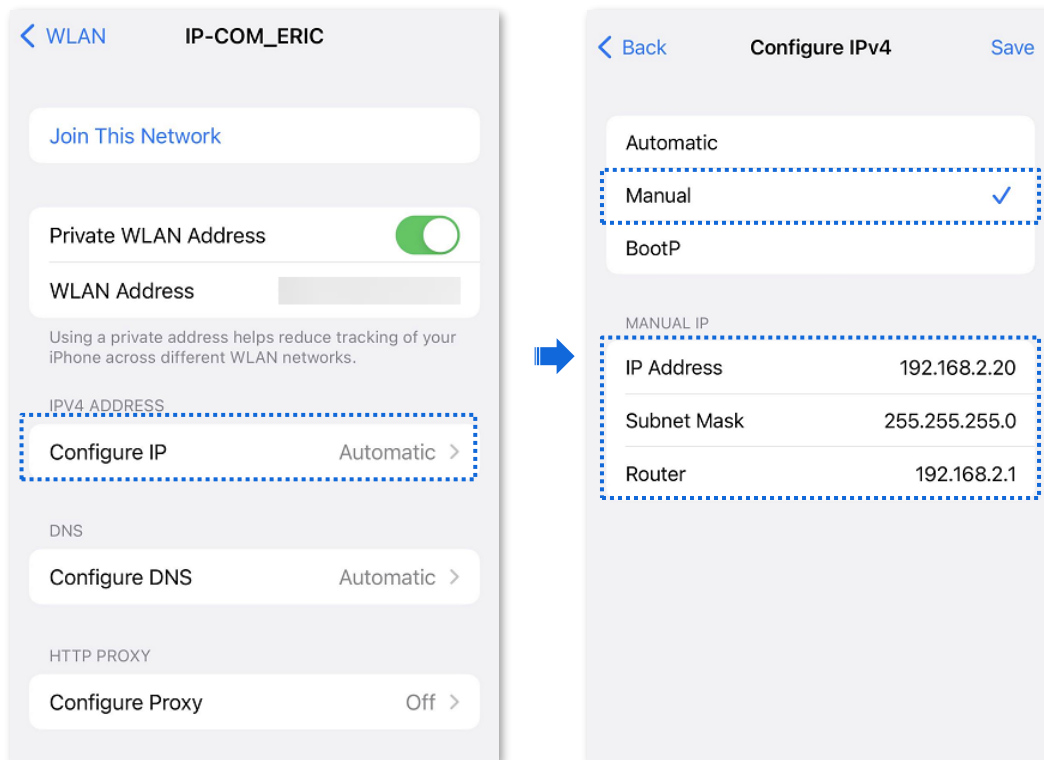 WLAN
IP-COM_ERIC
Join This Network
Private WLAN Address
WLAN Address
Using a private address helps reduce tracking of your
iPhone across different WLAN networks.
IPV4 ADDRESS
Configure IP Automatic
DNS
Configure DNS Automatic
HTTP PROXY
Configure Proxy Off
Back
Configure IPv4
Save
Automatic
Manual
BootP
MANUAL IP
IP Address 192.168.2.20
Subnet Mask 255.255.255.0
Router 192.168.2.1